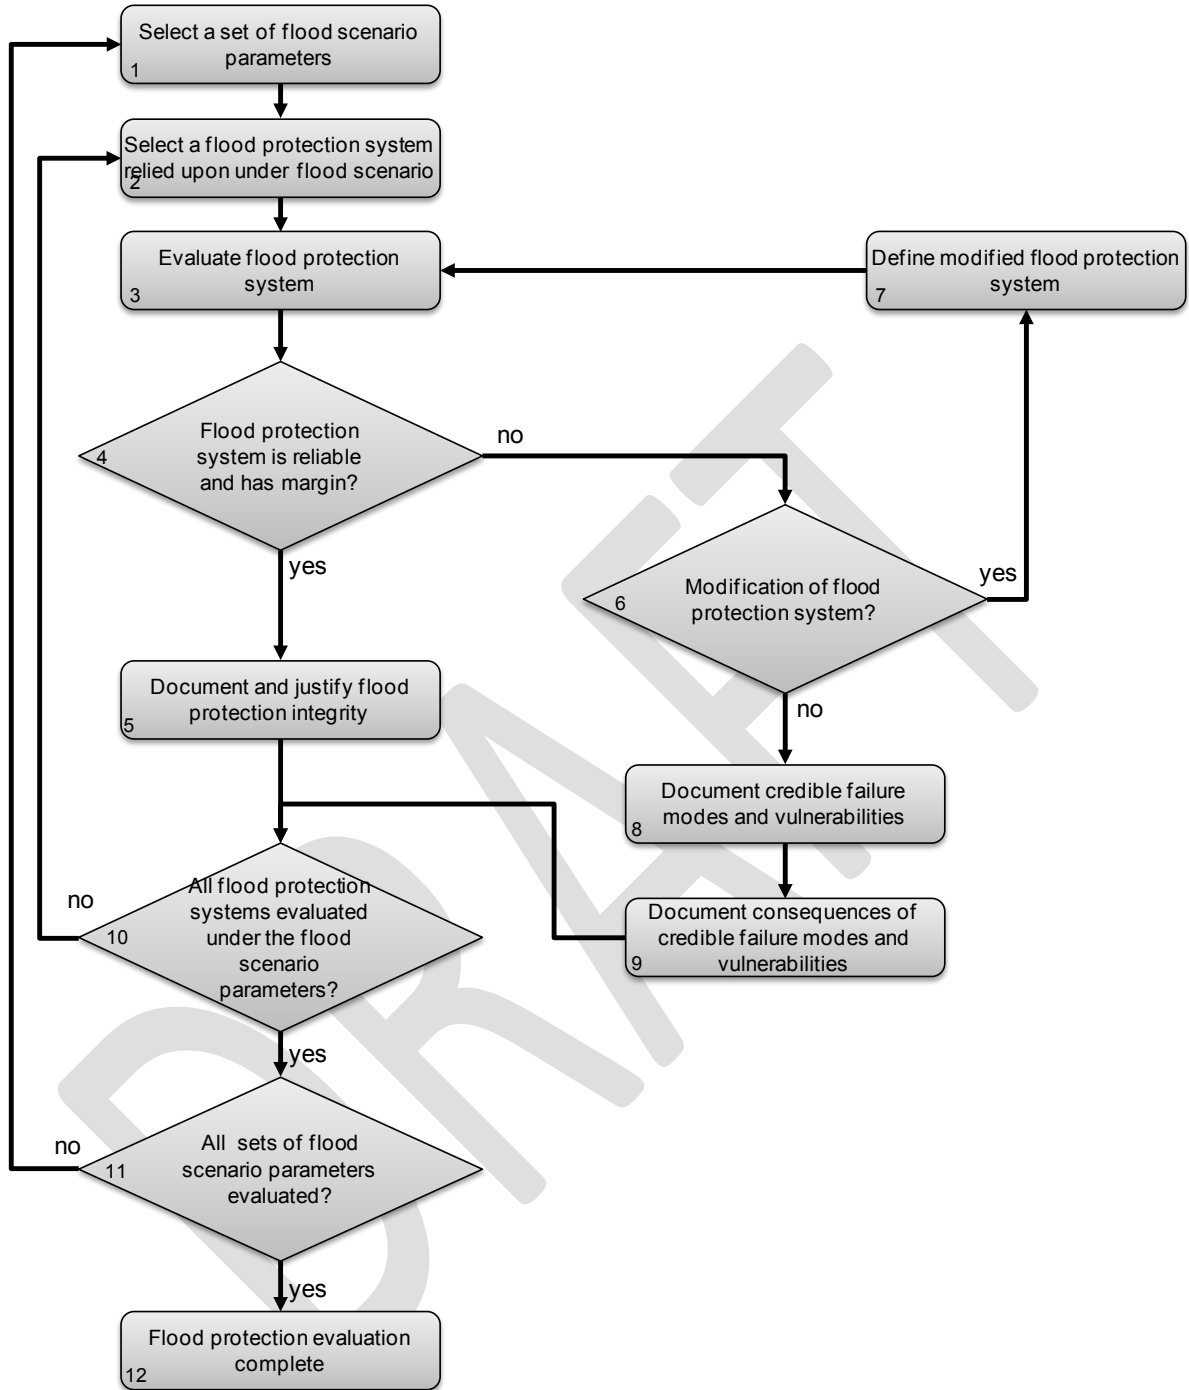 Select a set of flood scenario
parameters
1
Select a flood protection system
relied upon under flood scenario
2
Evaluate flood protection
system
3
Define modified flood protection
system
7
Flood protection
system is reliable
and has margin?
4
no
yes
Modification of flood
protection system?
6
yes
no
Document and justify flood
protection integrity
5
Document credible failure
modes and vulnerabilities
8
All flood protection
systems evaluated
under the flood
scenario
parameters?
10
no
yes
Document consequences of
credible failure modes and
vulnerabilities
9
All sets of flood
scenario parameters
evaluated?
11
no
yes
Flood protection evaluation
complete
12
DRAFT